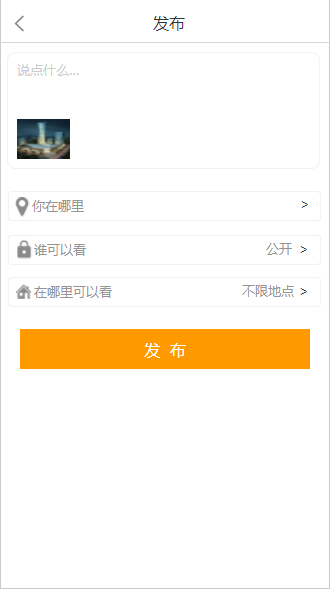 发布
说点什么...
你在哪里 >
谁可以看 公开 >
在哪里可以看 不限地点 >
发 布